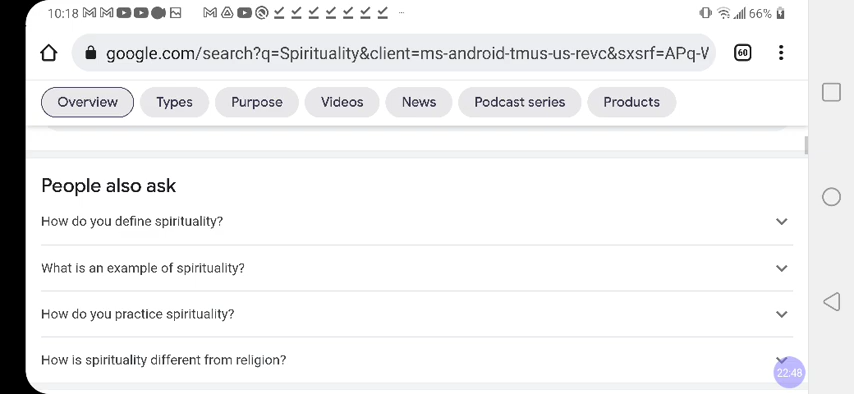 10:18 66%
google.com/search?q=Spirituality&client=ms-android-tmus-us-revc&sxsrf=APq-W 60
Overview Types Purpose Videos News Podcast series Products
People also ask
How do you define spirituality?
What is an example of spirituality?
How do you practice spirituality?
How is spirituality different from religion?
22:48